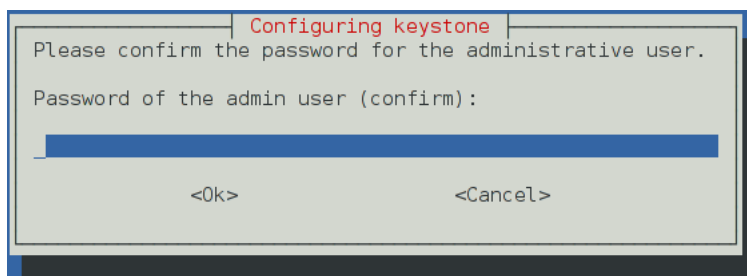 Configuring keystone
Please confirm the password for the administrative user.
Password of the admin user (confirm):
_
<Ok> <Cancel>